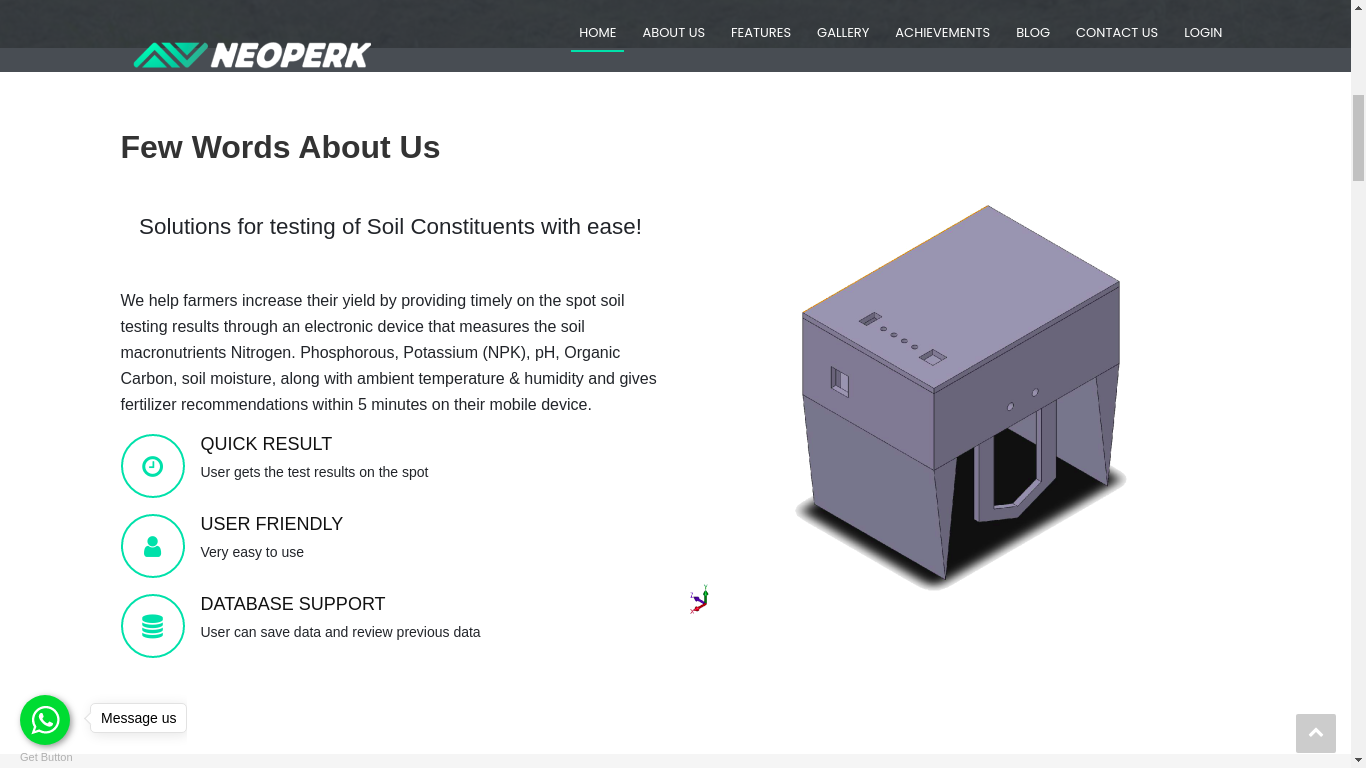 HOME ABOUT US FEATURES GALLERY ACHIEVEMENTS BLOG CONTACT US LOGIN
NEOPERK
Few Words About Us
Solutions for testing of Soil Constituents with ease!
We help farmers increase their yield by providing timely on the spot soil
testing results through an electronic device that measures the soil
macronutrients Nitrogen. Phosphorous, Potassium (NPK), pH, Organic
Carbon, soil moisture, along with ambient temperature & humidity and gives
fertilizer recommendations within 5 minutes on their mobile device.
QUICK RESULT
User gets the test results on the spot
USER FRIENDLY
Very easy to use
DATABASE SUPPORT
User can save data and review previous data
Y
Z
X
Message us
Get Button